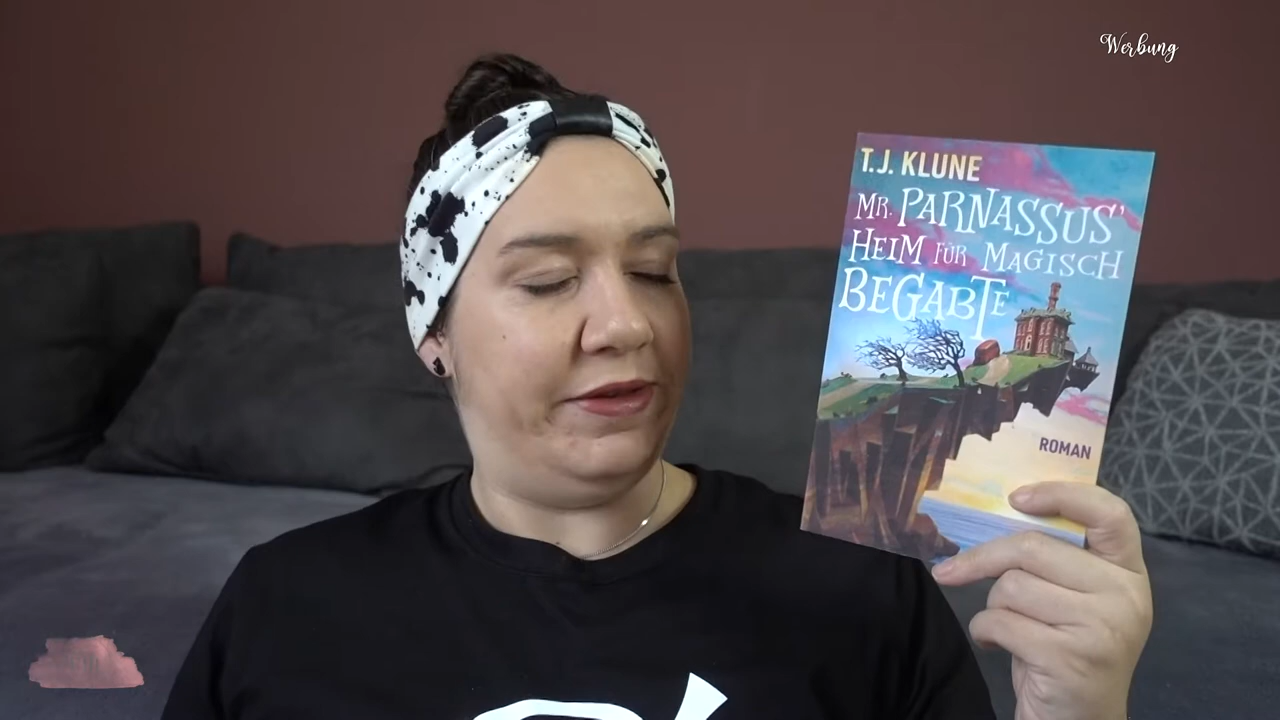 Werbung
T.J. KLUNE
MR. PARNASSUS'
HEIM FÜR MAGISCH
BEGABTE
ROMAN